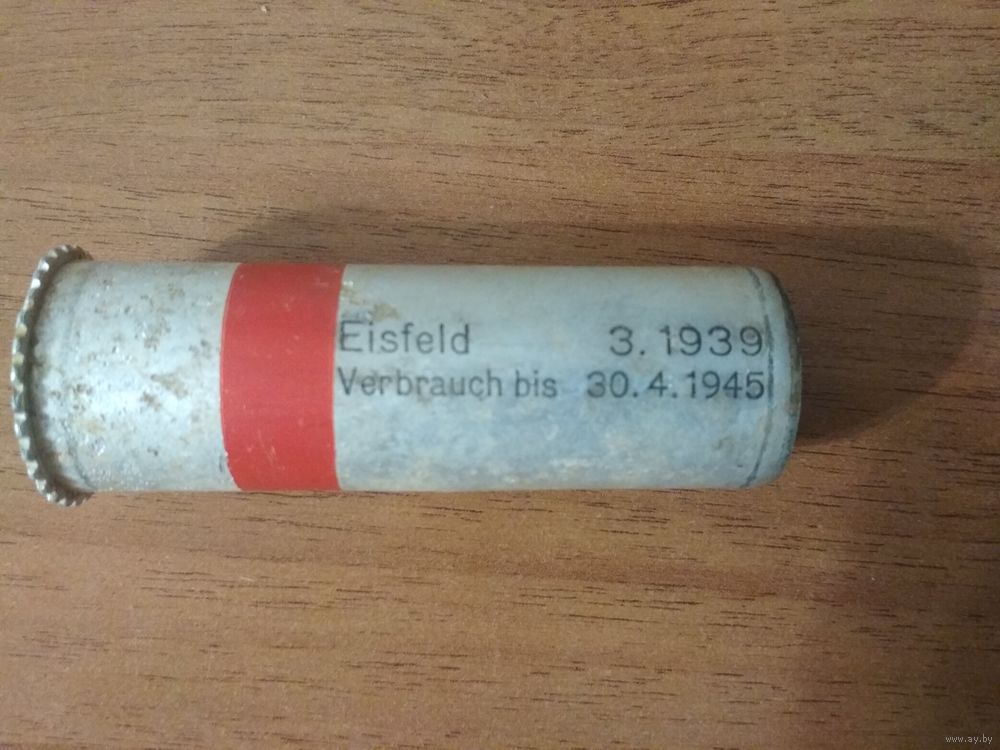 Eisfeld 3.1939
Verbrauch bis 30.4.1945
www.ay.by